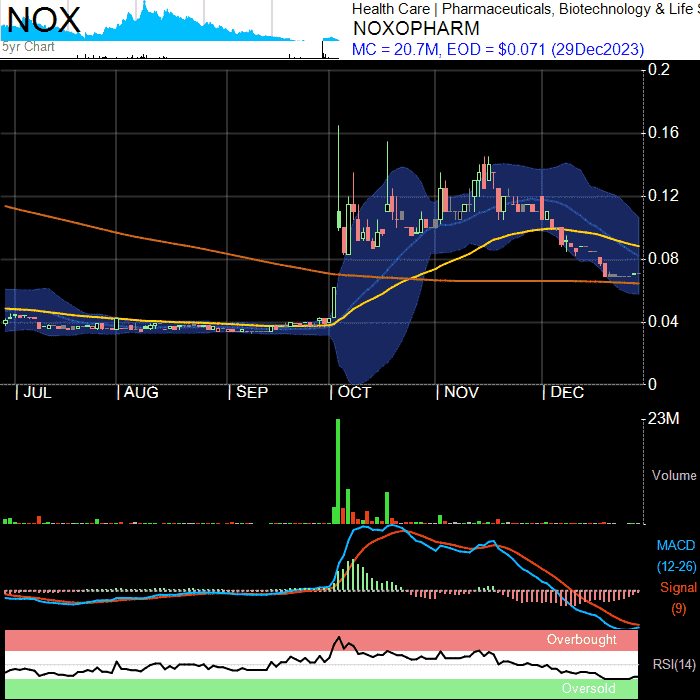 NOX
5yr Chart
Health Care | Pharmaceuticals, Biotechnology & Life S
NOXOPHARM
MC = 20.7M, EOD = $0.071 (29Dec2023)
0.2
0.16
0.12
0.08
0.04
0
| JUL | AUG | SEP | OCT | NOV | DEC
23M
Volume
MACD
(12-26)
Signal
(9)
Overbought
RSI(14)
Oversold